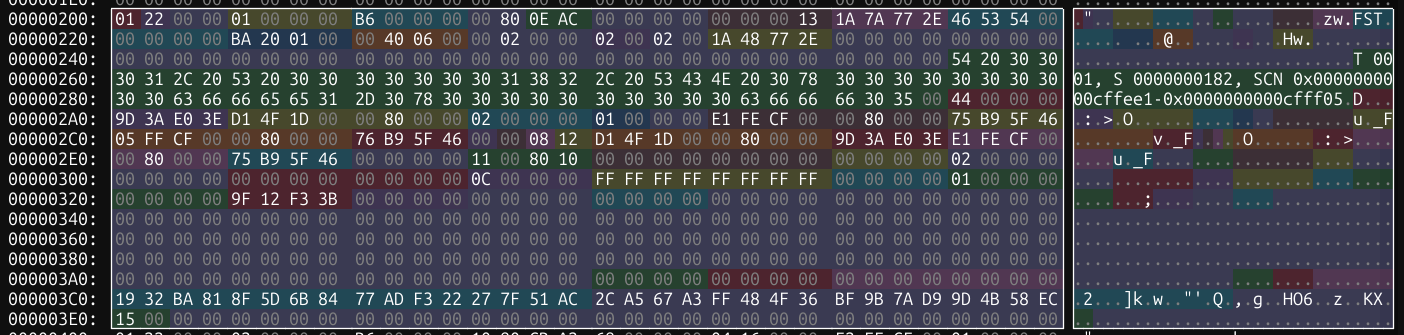 00000200: 01 22 00 00 01 00 00 00 B6 00 00 00 00 80 0E AC 00 00 00 00 00 00 00 13 1A 7A 77 2E 46 53 54 00 .".......................zw.FST.
00000220: 00 00 00 00 BA 20 01 00 00 40 06 00 00 02 00 00 02 00 02 00 1A 48 77 2E 00 00 00 00 00 00 00 00 ..... ...@...........Hw.........
00000240: 00 00 00 00 00 00 00 00 00 00 00 00 00 00 00 00 00 00 00 00 00 00 00 00 00 00 00 00 54 20 30 30 ............................T 00
00000260: 30 31 2C 20 53 20 30 30 30 30 30 30 30 31 38 32 2C 20 53 43 4E 20 30 78 30 30 30 30 30 30 30 30 01, S 0000000182, SCN 0x00000000
00000280: 30 30 63 66 66 65 65 31 2D 30 78 30 30 30 30 30 30 30 30 30 30 63 66 66 66 30 35 00 44 00 00 00 00cffee1-0x0000000000cfff05.D...
000002A0: 9D 3A E0 3E D1 4F 1D 00 00 80 00 00 02 00 00 00 01 00 00 00 E1 FE CF 00 00 80 00 00 75 B9 5F 46 .:.>.O......................u._F
000002C0: 05 FF CF 00 00 80 00 00 76 B9 5F 46 00 00 08 12 D1 4F 1D 00 00 80 00 00 9D 3A E0 3E E1 FE CF 00 ........v._F.....O.......:.>....
000002E0: 00 80 00 00 75 B9 5F 46 00 00 00 00 11 00 80 10 00 00 00 00 00 00 00 00 00 00 00 00 02 00 00 00 ....u._F........................
00000300: 00 00 00 00 00 00 00 00 00 00 00 00 0C 00 00 00 FF FF FF FF FF FF FF FF 00 00 00 00 01 00 00 00 ................................
00000320: 00 00 00 00 9F 12 F3 3B 00 00 00 00 00 00 00 00 00 00 00 00 00 00 00 00 00 00 00 00 00 00 00 00 .......;........................
00000340: 00 00 00 00 00 00 00 00 00 00 00 00 00 00 00 00 00 00 00 00 00 00 00 00 00 00 00 00 00 00 00 00 ................................
00000360: 00 00 00 00 00 00 00 00 00 00 00 00 00 00 00 00 00 00 00 00 00 00 00 00 00 00 00 00 00 00 00 00 ................................
00000380: 00 00 00 00 00 00 00 00 00 00 00 00 00 00 00 00 00 00 00 00 00 00 00 00 00 00 00 00 00 00 00 00 ................................
000003A0: 00 00 00 00 00 00 00 00 00 00 00 00 00 00 00 00 00 00 00 00 00 00 00 00 00 00 00 00 00 00 00 00 ................................
000003C0: 19 32 BA 81 8F 5D 6B 84 77 AD F3 22 27 7F 51 AC 2C A5 67 A3 FF 48 4F 36 BF 9B 7A D9 9D 4B 58 EC .2...]k.w.."'.Q.,.g..HO6..z..KX.
000003E0: 15 00 00 00 00 00 00 00 00 00 00 00 00 00 00 00 00 00 00 00 00 00 00 00 00 00 00 00 00 00 00 00 ................................